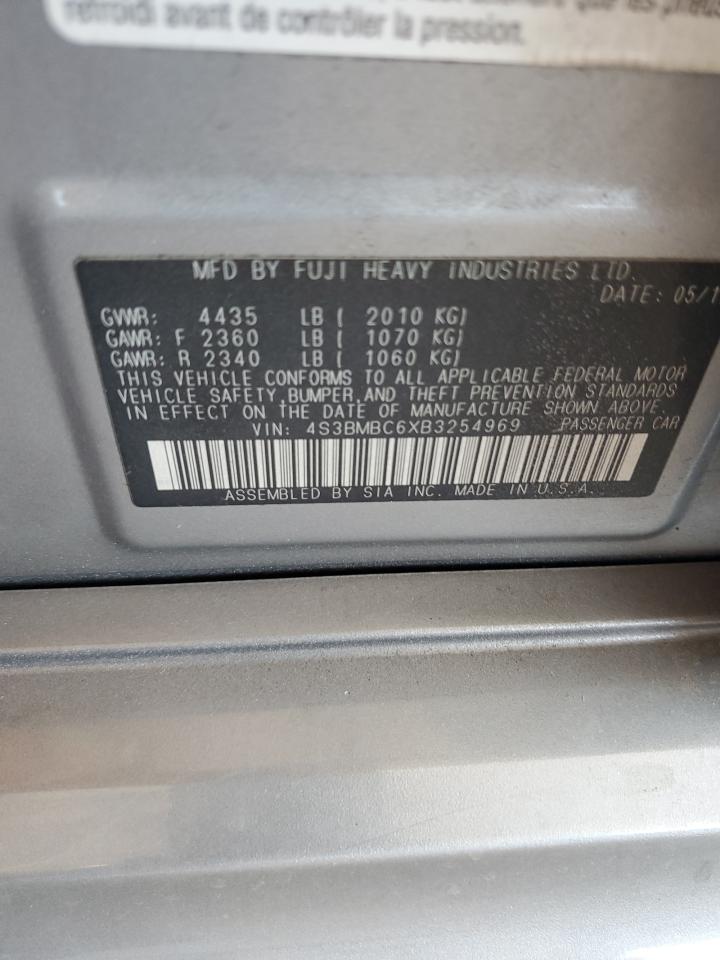 refroidi avant de contrôler la pression.
MFD BY FUJI HEAVY INDUSTRIES LTD.
DATE: 05/1
GVWR: 4435 LB ( 2010 KG)
GAWR: F 2360 LB ( 1070 KG)
GAWR: R 2340 LB ( 1060 KG)
THIS VEHICLE CONFORMS TO ALL APPLICABLE FEDERAL MOTOR
VEHICLE SAFETY, BUMPER, AND THEFT PREVENTION STANDARDS
IN EFFECT ON THE DATE OF MANUFACTURE SHOWN ABOVE.
VIN: 4S3BMBC6XB3254969 PASSENGER CAR
ASSEMBLED BY SIA INC. MADE IN U.S.A.